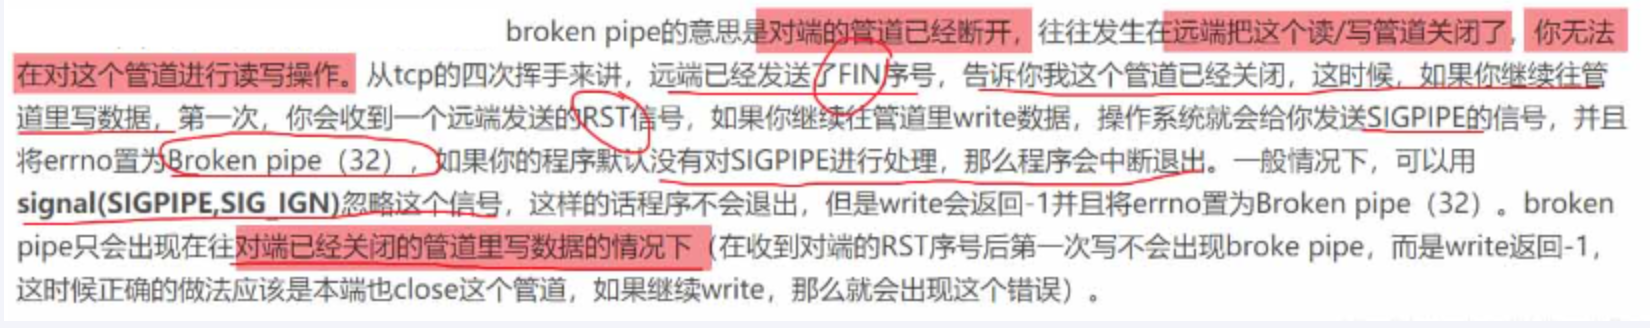 broken pipe的意思是对端的管道已经断开，往往发生在远端把这个读/写管道关闭了，你无法
在对这个管道进行读写操作。从tcp的四次挥手来讲，远端已经发送了FIN序号，告诉你我这个管道已经关闭，这时候，如果你继续往管
道里写数据，第一次，你会收到一个远端发送的RST信号，如果你继续往管道里write数据，操作系统就会给你发送SIGPIPE的信号，并且
将errno置为Broken pipe（32），如果你的程序默认没有对SIGPIPE进行处理，那么程序会中断退出。一般情况下，可以用
signal(SIGPIPE,SIG_IGN)忽略这个信号，这样的话程序不会退出，但是write会返回-1并且将errno置为Broken pipe（32）。broken
pipe只会出现在往对端已经关闭的管道里写数据的情况下（在收到对端的RST序号后第一次写不会出现broke pipe，而是write返回-1，
这时候正确的做法应该是本端也close这个管道，如果继续write，那么就会出现这个错误）。